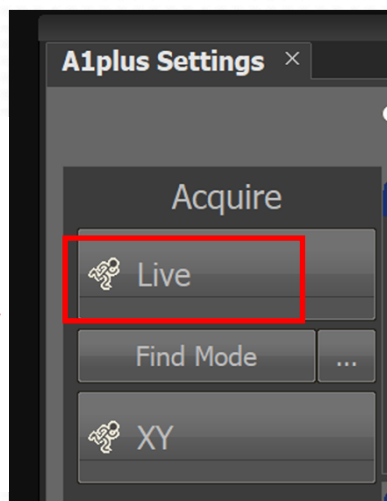 A1plus Settings ×
Acquire
Live
Find Mode ...
XY